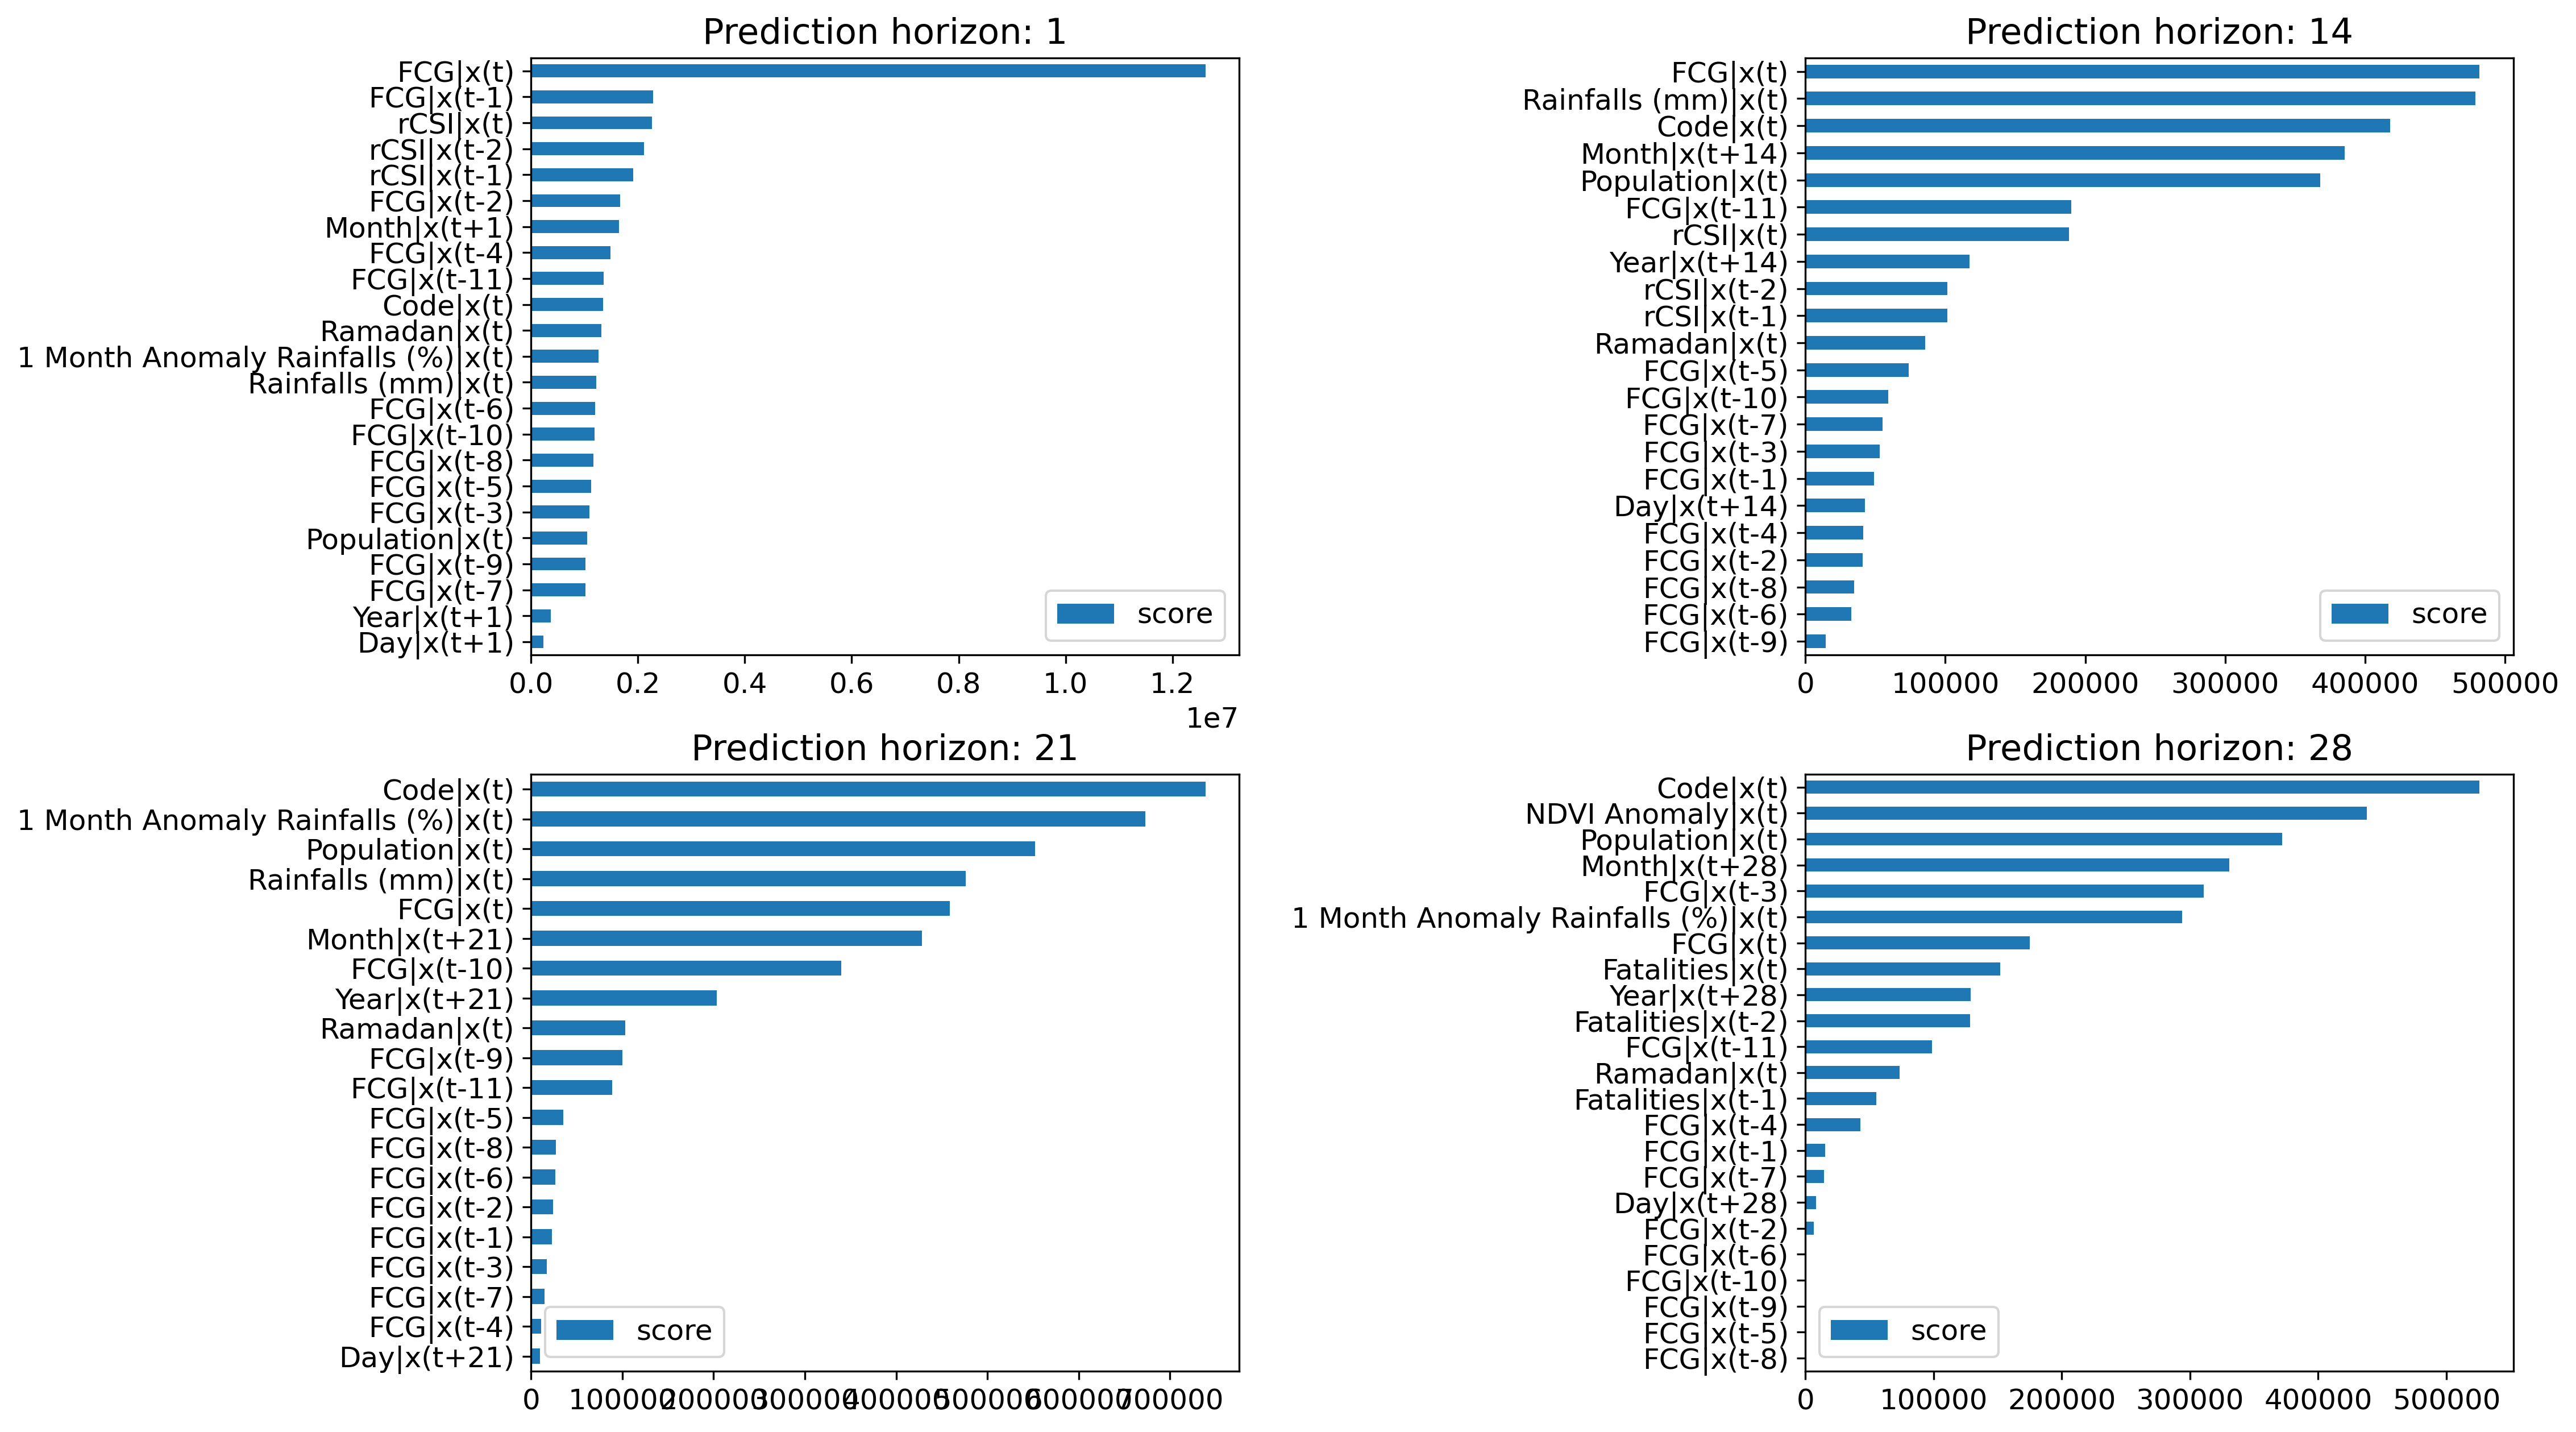 Prediction horizon: 1
FCG|x(t)
FCG|x(t-1)
rCSI|x(t)
rCSI|x(t-2)
rCSI|x(t-1)
FCG|x(t-2)
Month|x(t+1)
FCG|x(t-4)
FCG|x(t-11)
Code|x(t)
Ramadan|x(t)
1 Month Anomaly Rainfalls (%)|x(t)
Rainfalls (mm)|x(t)
FCG|x(t-6)
FCG|x(t-10)
FCG|x(t-8)
FCG|x(t-5)
FCG|x(t-3)
Population|x(t)
FCG|x(t-9)
FCG|x(t-7)
Year|x(t+1)
Day|x(t+1)
score
0.0 0.2 0.4 0.6 0.8 1.0 1.2
1e7
Prediction horizon: 14
FCG|x(t)
Rainfalls (mm)|x(t)
Code|x(t)
Month|x(t+14)
Population|x(t)
FCG|x(t-11)
rCSI|x(t)
Year|x(t+14)
rCSI|x(t-2)
rCSI|x(t-1)
Ramadan|x(t)
FCG|x(t-5)
FCG|x(t-10)
FCG|x(t-7)
FCG|x(t-3)
FCG|x(t-1)
Day|x(t+14)
FCG|x(t-4)
FCG|x(t-2)
FCG|x(t-8)
FCG|x(t-6)
FCG|x(t-9)
score
0 100000 200000 300000 400000 500000
Prediction horizon: 21
Code|x(t)
1 Month Anomaly Rainfalls (%)|x(t)
Population|x(t)
Rainfalls (mm)|x(t)
FCG|x(t)
Month|x(t+21)
FCG|x(t-10)
Year|x(t+21)
Ramadan|x(t)
FCG|x(t-9)
FCG|x(t-11)
FCG|x(t-5)
FCG|x(t-8)
FCG|x(t-6)
FCG|x(t-2)
FCG|x(t-1)
FCG|x(t-3)
FCG|x(t-7)
FCG|x(t-4)
Day|x(t+21)
score
0 100000 200000 300000 400000 500000 600000 700000
Prediction horizon: 28
Code|x(t)
NDVI Anomaly|x(t)
Population|x(t)
Month|x(t+28)
FCG|x(t-3)
1 Month Anomaly Rainfalls (%)|x(t)
FCG|x(t)
Fatalities|x(t)
Year|x(t+28)
Fatalities|x(t-2)
FCG|x(t-11)
Ramadan|x(t)
Fatalities|x(t-1)
FCG|x(t-4)
FCG|x(t-1)
FCG|x(t-7)
Day|x(t+28)
FCG|x(t-2)
FCG|x(t-6)
FCG|x(t-10)
FCG|x(t-9)
FCG|x(t-5)
FCG|x(t-8)
score
0 100000 200000 300000 400000 500000